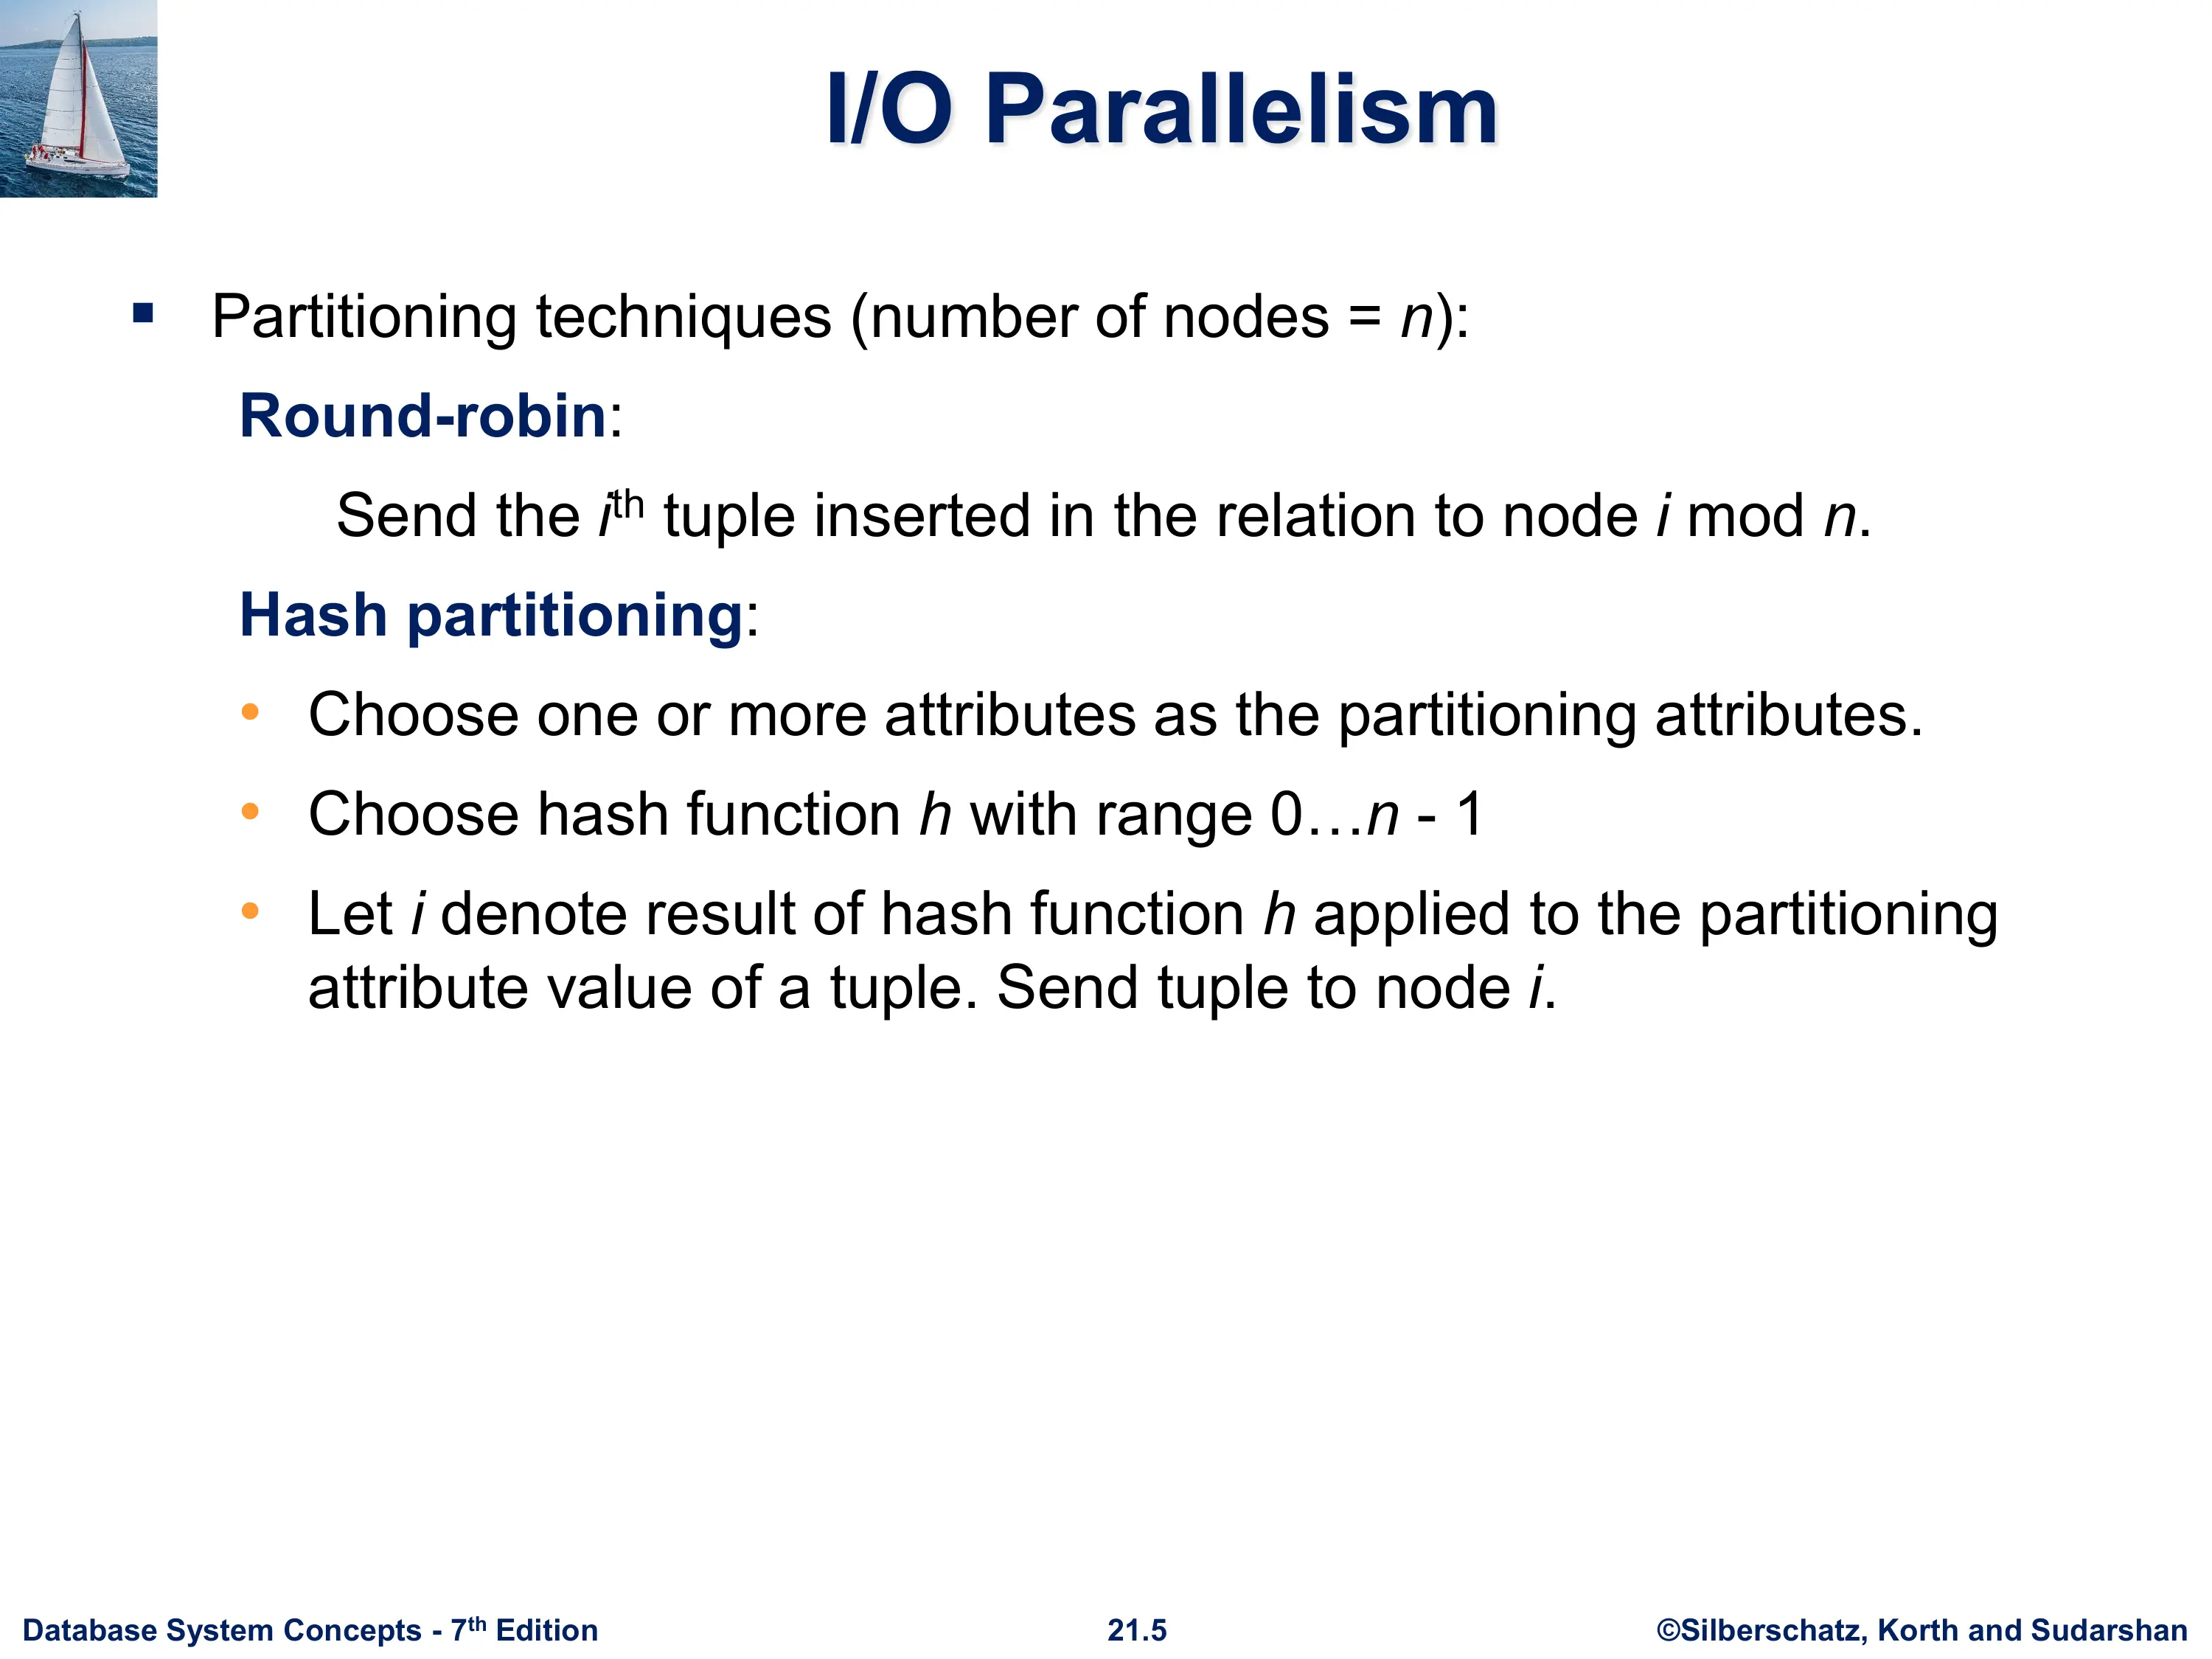 I/O Parallelism
▪ Partitioning techniques (number of nodes = n):
Round-robin:
Send the ith tuple inserted in the relation to node i mod n.
Hash partitioning:
• Choose one or more attributes as the partitioning attributes.
• Choose hash function h with range 0…n - 1
• Let i denote result of hash function h applied to the partitioning
attribute value of a tuple. Send tuple to node i.
Database System Concepts - 7th Edition
21.5
©Silberschatz, Korth and Sudarshan